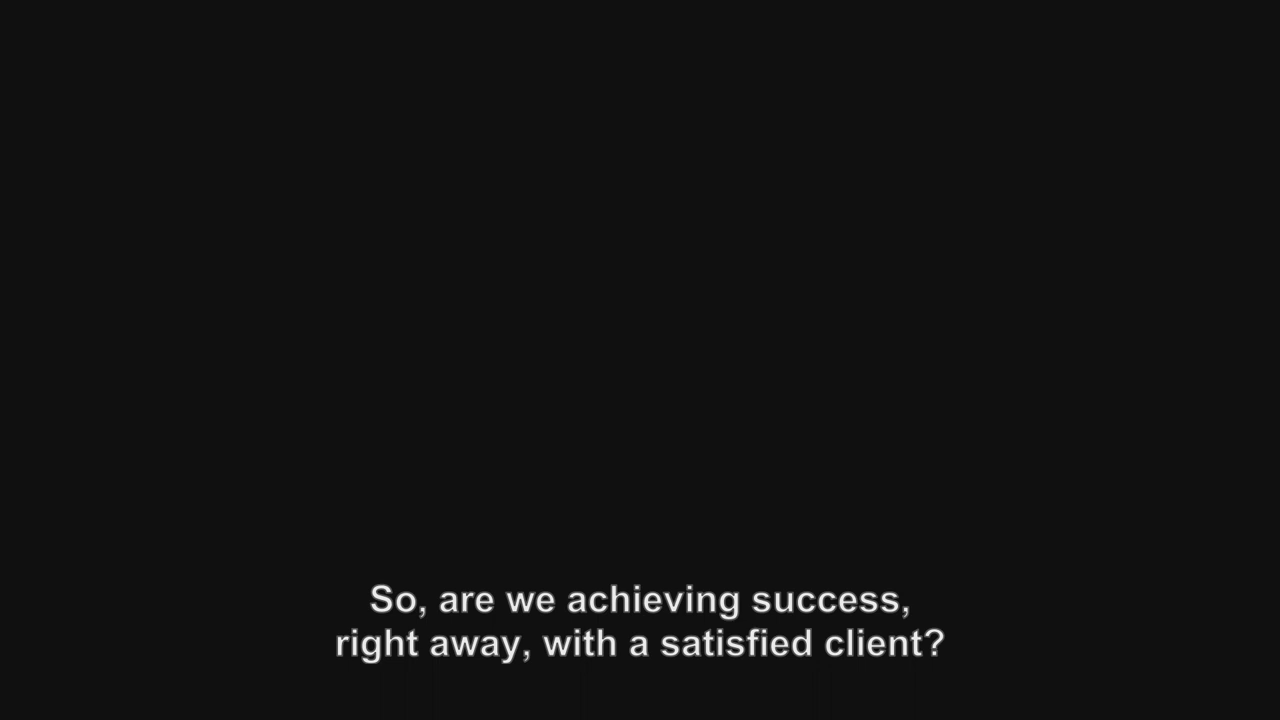 So, are we achieving success,
right away, with a satisfied client?